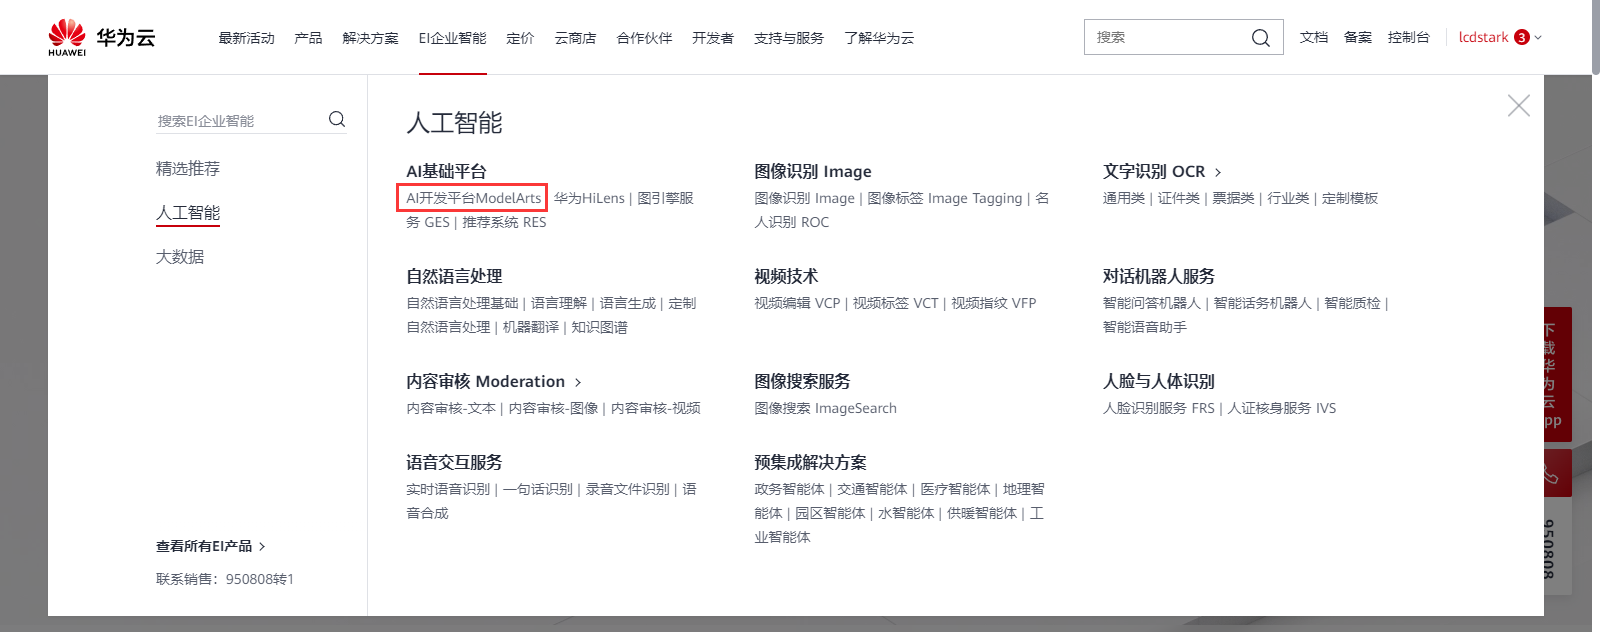 HUAWEI 华为云 最新活动 产品 解决方案 EI企业智能 定价 云商店 合作伙伴 开发者 支持与服务 了解华为云 搜索 文档 备案 控制台 lcdstark 3
搜索EI企业智能
精选推荐
人工智能
大数据
查看所有EI产品 >
联系销售：950808转1
人工智能
AI基础平台
AI开发平台ModelArts 华为HiLens | 图引擎服
务 GES | 推荐系统 RES
图像识别 Image
图像识别 Image | 图像标签 Image Tagging | 名
人识别 ROC
文字识别 OCR >
通用类 | 证件类 | 票据类 | 行业类 | 定制模板
自然语言处理
自然语言处理基础 | 语言理解 | 语言生成 | 定制
自然语言处理 | 机器翻译 | 知识图谱
视频技术
视频编辑 VCP | 视频标签 VCT | 视频指纹 VFP
对话机器人服务
智能问答机器人 | 智能话务机器人 | 智能质检 |
智能语音助手
内容审核 Moderation >
内容审核-文本 | 内容审核-图像 | 内容审核-视频
图像搜索服务
图像搜索 ImageSearch
人脸与人体识别
人脸识别服务 FRS | 人证核身服务 IVS
语音交互服务
实时语音识别 | 一句话识别 | 录音文件识别 | 语
音合成
预集成解决方案
政务智能体 | 交通智能体 | 医疗智能体 | 地理智
能体 | 园区智能体 | 水智能体 | 供暖智能体 | 工
业智能体
下载华为云pp
950808